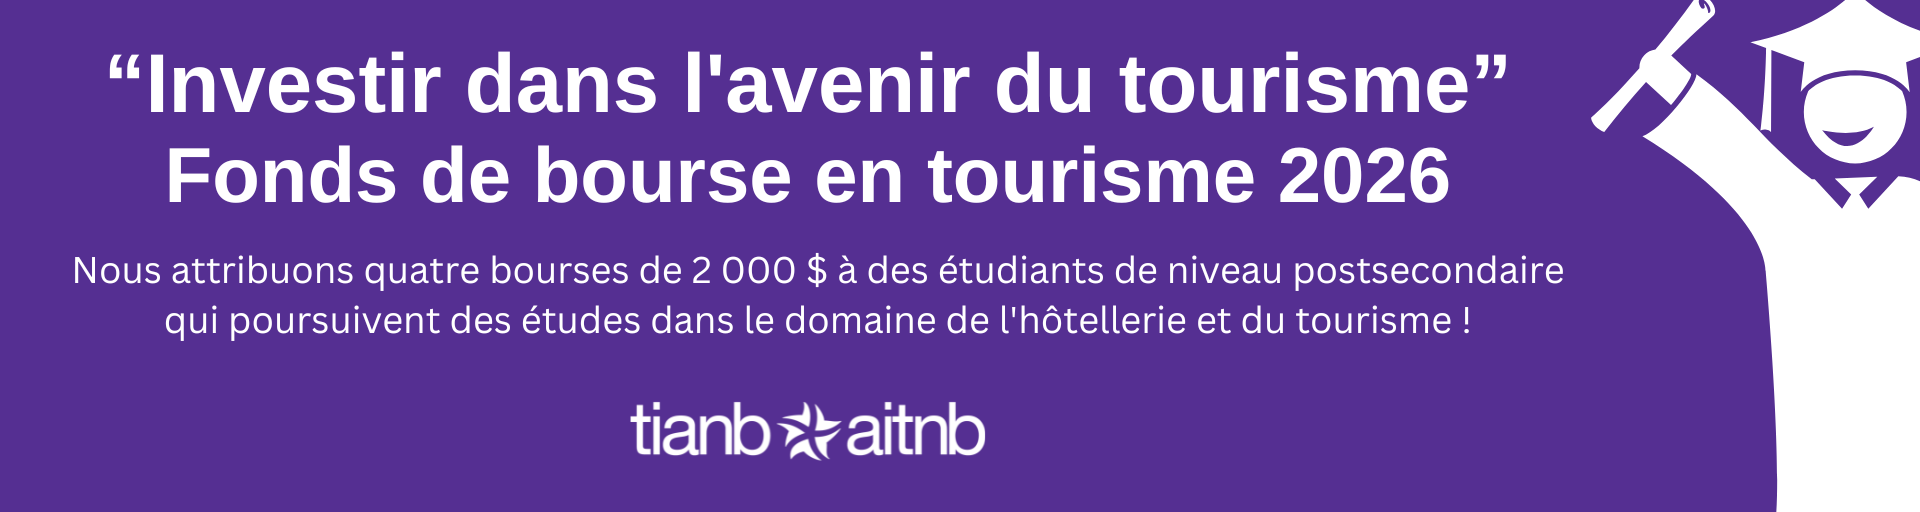 “Investir dans l'avenir du tourisme”
Fonds de bourse en tourisme 2026
Nous attribuons quatre bourses de 2 000 $ à des étudiants de niveau postsecondaire
qui poursuivent des études dans le domaine de l'hôtellerie et du tourisme !
tianb aitnb